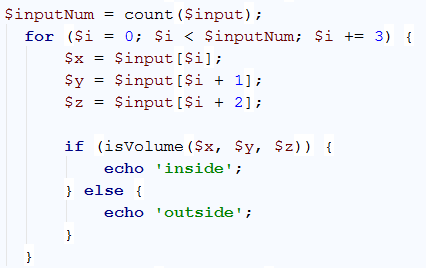 $inputNum = count($input);
for ($i = 0; $i < $inputNum; $i += 3) {
$x = $input[$i];
$y = $input[$i + 1];
$z = $input[$i + 2];
if (isVolume($x, $y, $z)) {
echo 'inside';
} else {
echo 'outside';
}
}